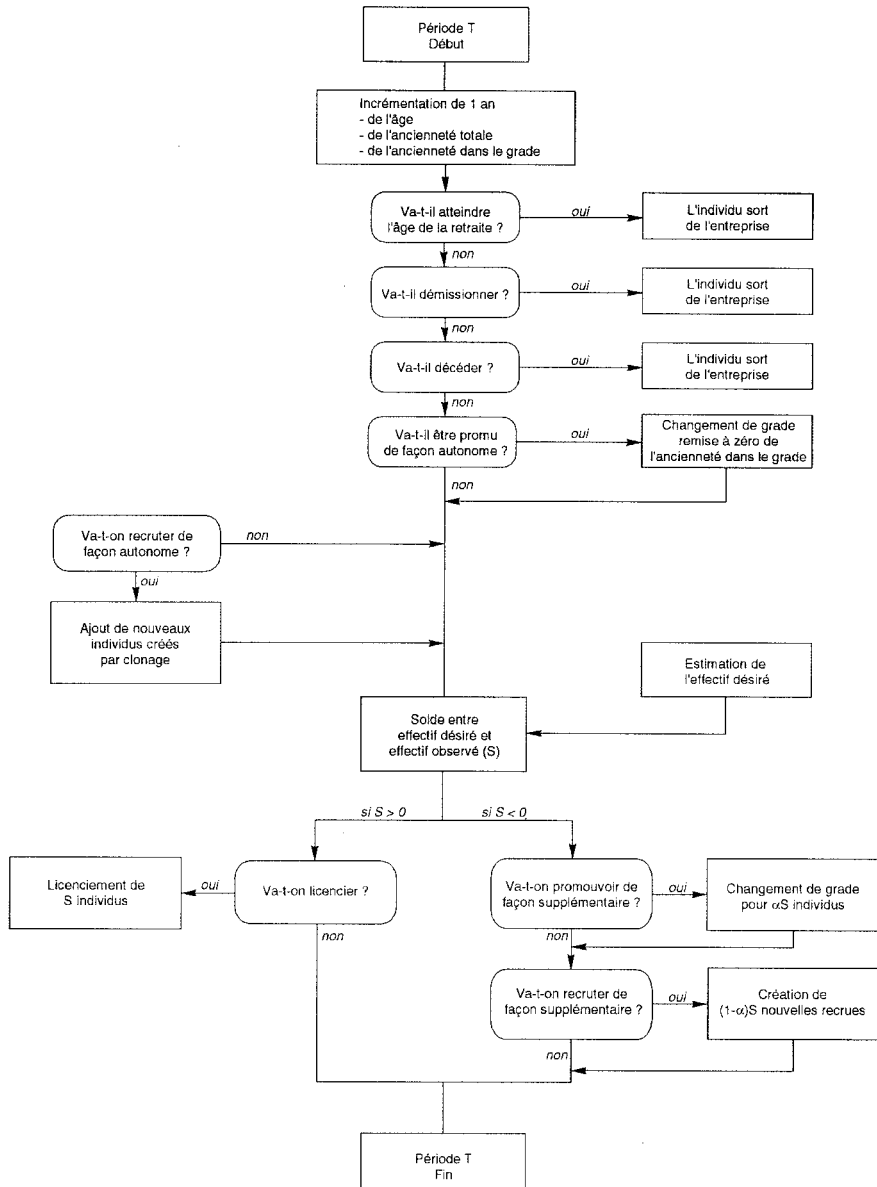 Période T
Début
Incrémentation de 1 an
- de l'âge
- de l'ancienneté totale
- de l'ancienneté dans le grade
Va-t-il atteindre
l'âge de la retraite ?
oui
L'individu sort
de l'entreprise
non
Va-t-il démissionner ?
oui
L'individu sort
de l'entreprise
non
Va-t-il décéder ?
oui
L'individu sort
de l'entreprise
non
Va-t-il être promu
de façon autonome ?
oui
Changement de grade
remise à zéro de
l'ancienneté dans le grade
non
Va-t-on recruter de
façon autonome ?
non
oui
Ajout de nouveaux
individus créés
par clonage
Estimation de
l'effectif désiré
Solde entre
effectif désiré et
effectif observé (S)
si S > 0
si S < 0
Licenciement de
S individus
oui
Va-t-on licencier ?
non
Va-t-on promouvoir de
façon supplémentaire ?
oui
Changement de grade
pour αS individus
non
Va-t-on recruter de
façon supplémentaire ?
oui
Création de
(1-α)S nouvelles recrues
non
Période T
Fin